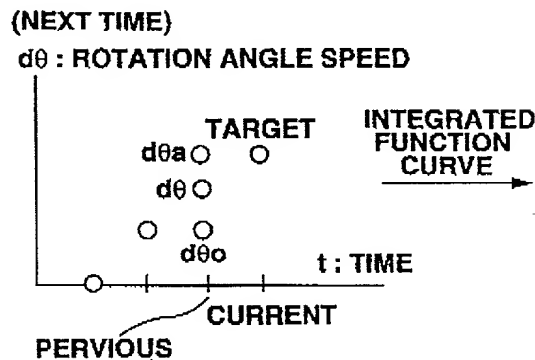 (NEXT TIME)
dθ : ROTATION ANGLE SPEED
TARGET
dθa
dθ
dθo
t : TIME
CURRENT
PERVIOUS
INTEGRATED
FUNCTION
CURVE